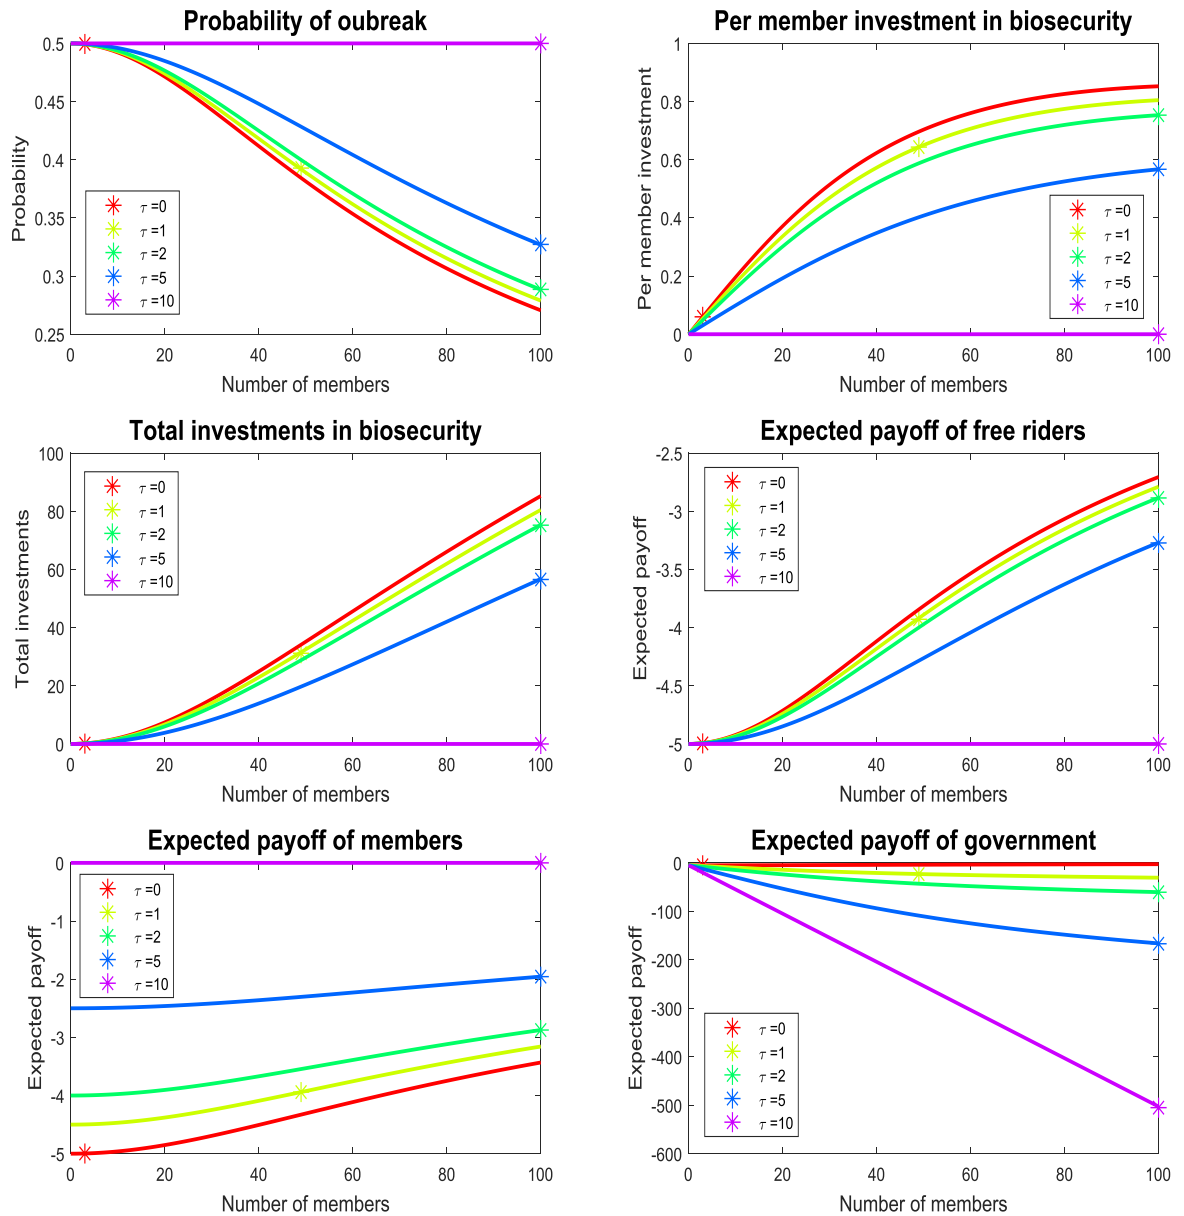 Probability of oubreak
0.5
0.45
0.4
0.35
0.3
0.25
Probability
τ =0
τ =1
τ =2
τ =5
τ =10
0 20 40 60 80 100
Number of members
Per member investment in biosecurity
1
0.8
0.6
0.4
0.2
0
Per member investment
τ =0
τ =1
τ =2
τ =5
τ =10
0 20 40 60 80 100
Number of members
Total investments in biosecurity
100
80
60
40
20
0
Total investments
τ =0
τ =1
τ =2
τ =5
τ =10
0 20 40 60 80 100
Number of members
Expected payoff of free riders
-2.5
-3
-3.5
-4
-4.5
-5
Expected payoff
τ =0
τ =1
τ =2
τ =5
τ =10
0 20 40 60 80 100
Number of members
Expected payoff of members
0
-1
-2
-3
-4
-5
Expected payoff
τ =0
τ =1
τ =2
τ =5
τ =10
0 20 40 60 80 100
Number of members
Expected payoff of government
0
-100
-200
-300
-400
-500
-600
Expected payoff
τ =0
τ =1
τ =2
τ =5
τ =10
0 20 40 60 80 100
Number of members